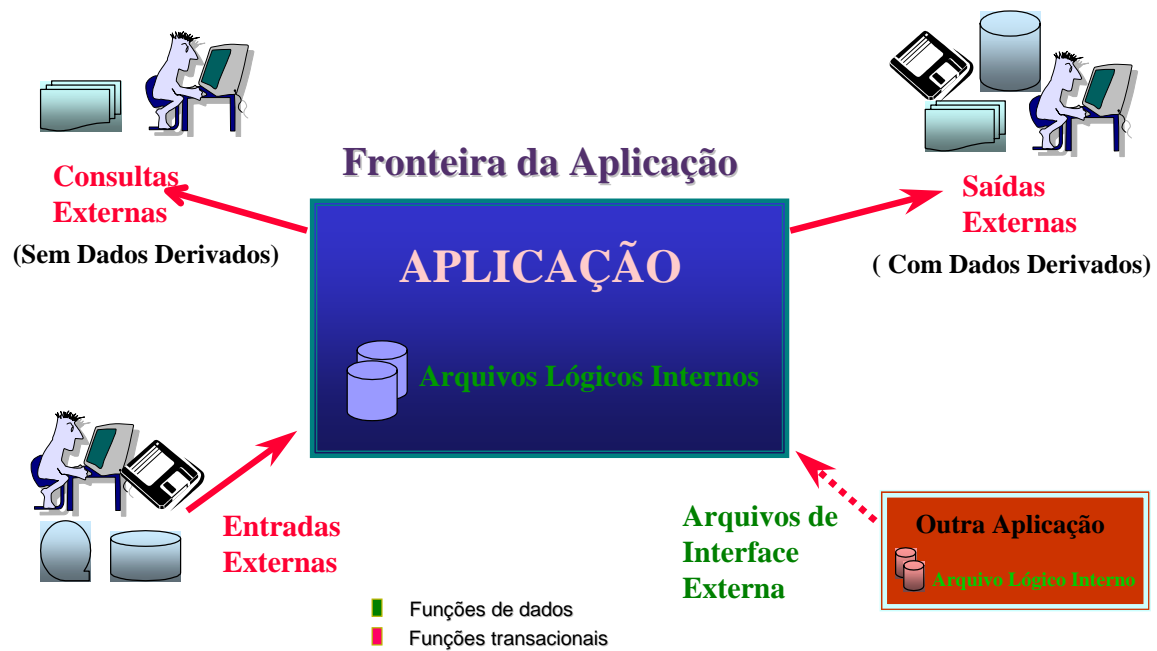 Fronteira da Aplicação
Consultas
Externas
(Sem Dados Derivados)
Saídas
Externas
( Com Dados Derivados)
APLICAÇÃO
Arquivos Lógicos Internos
Entradas
Externas
Arquivos de
Interface
Externa
Outra Aplicação
Arquivo Lógico Interno
Funções de dados
Funções transacionais